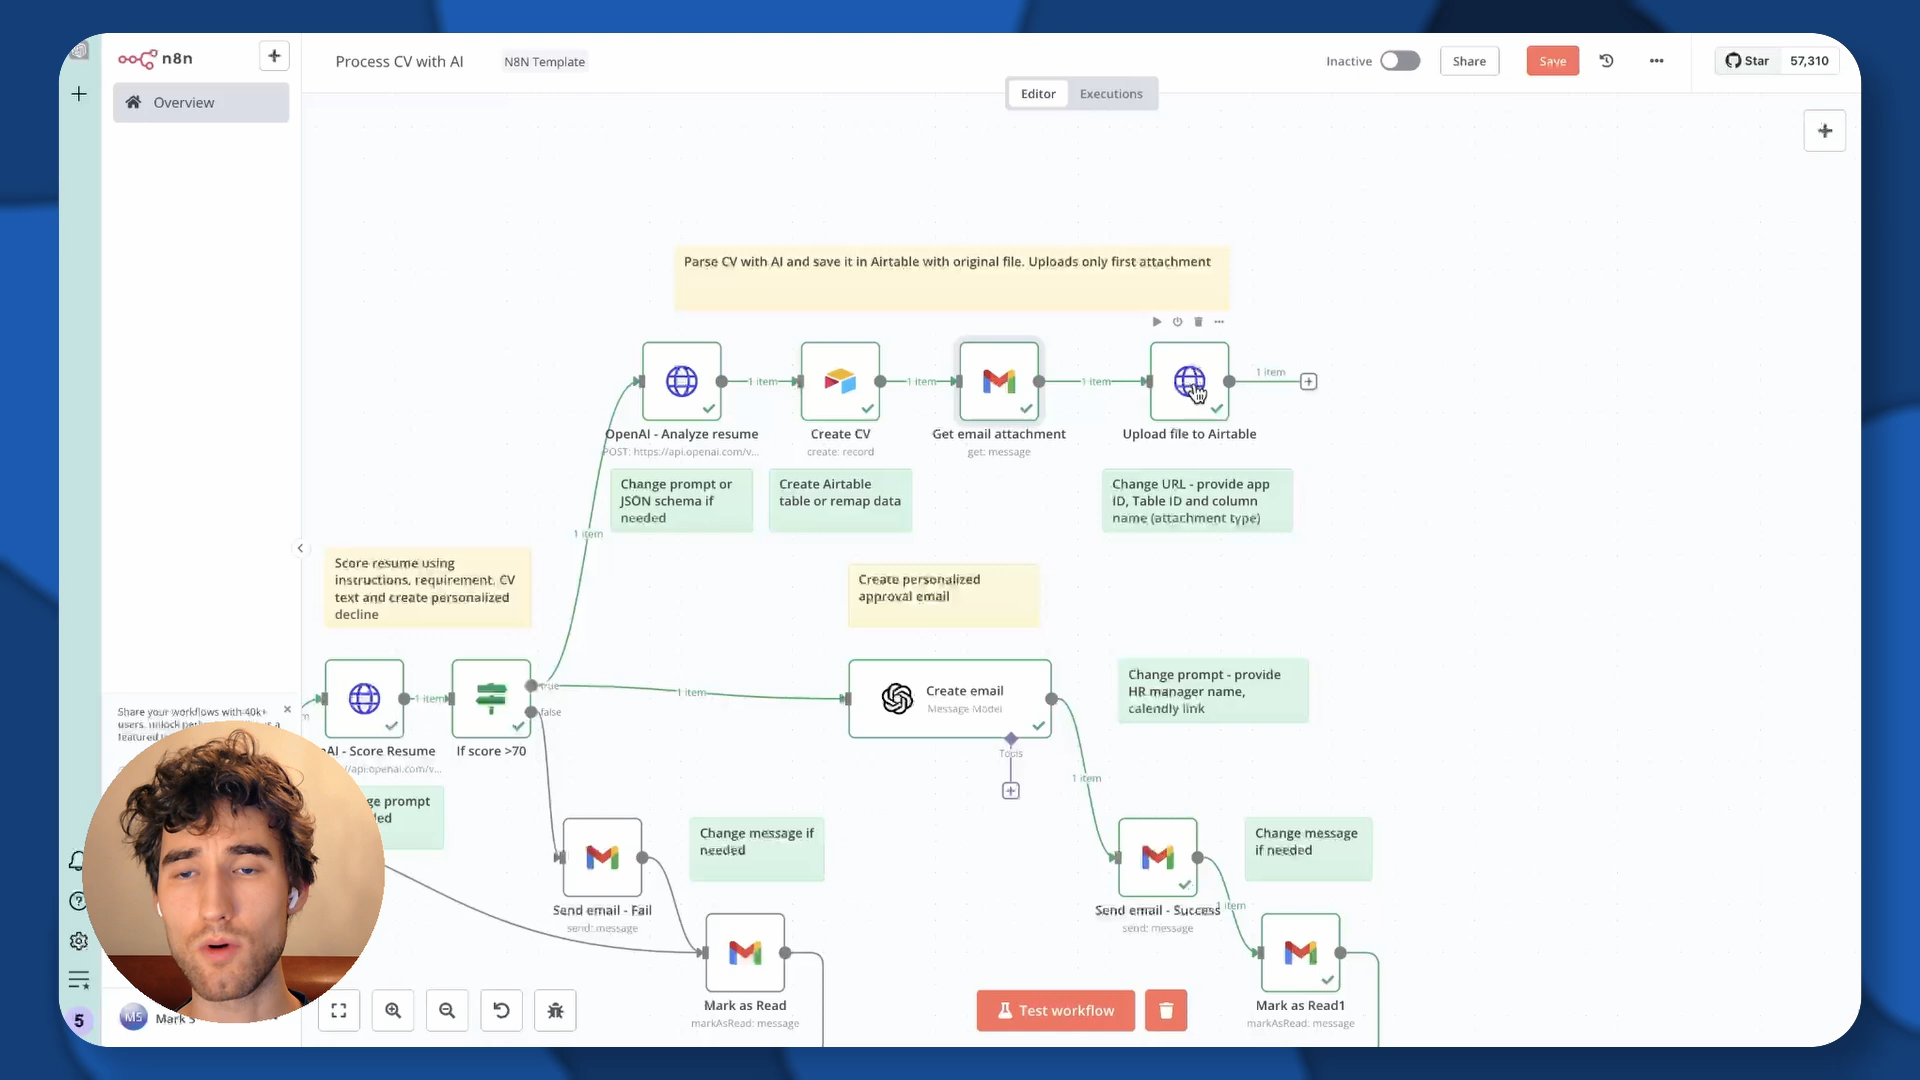 n8n
Process CV with AI
N8N Template
Inactive
Share
Save
Star
57,310
Editor
Executions
Overview
Parse CV with AI and save it in Airtable with original file. Uploads only first attachment
1 item
1 item
1 item
1 item
OpenAI - Analyze resume
POST: https://api.openai.com/v...
Create CV
create: record
Get email attachment
get: message
Upload file to Airtable
Change prompt or
JSON schema if
needed
Create Airtable
table or remap data
Change URL - provide app
ID, Table ID and column
name (attachment type)
1 item
Score resume using
instructions, requirement, CV
text and create personalized
decline
Create personalized
approval email
1 item
true
false
1 item
Create email
Message Model
Tools
Change prompt - provide
HR manager name,
calendly link
AI - Score Resume
//api.openai.com/v...
If score >70
Share your workflows with 40k+
1 item
Change message if
needed
Change message
if needed
Send email - Fail
send: message
Send email - Success
send: message
1 item
Mark as Read
markAsRead: message
Mark as Read1
markAsRead: message
Test workflow
5
MS
Mark S